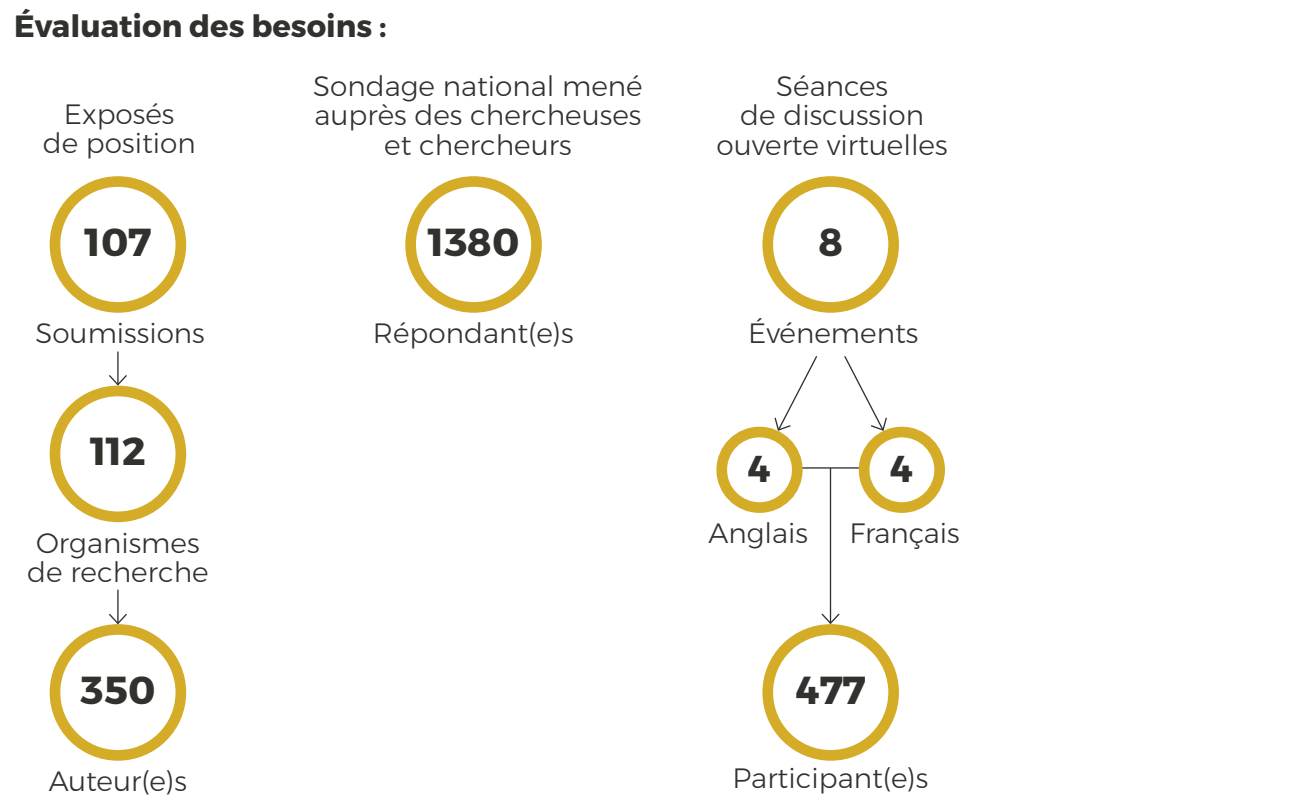 Évaluation des besoins :
Exposés
de position
107
Soumissions
112
Organismes
de recherche
350
Auteur(e)s
Sondage national mené
auprès des chercheuses
et chercheurs
1380
Répondant(e)s
Séances
de discussion
ouverte virtuelles
8
Événements
4
Anglais
4
Français
477
Participant(e)s